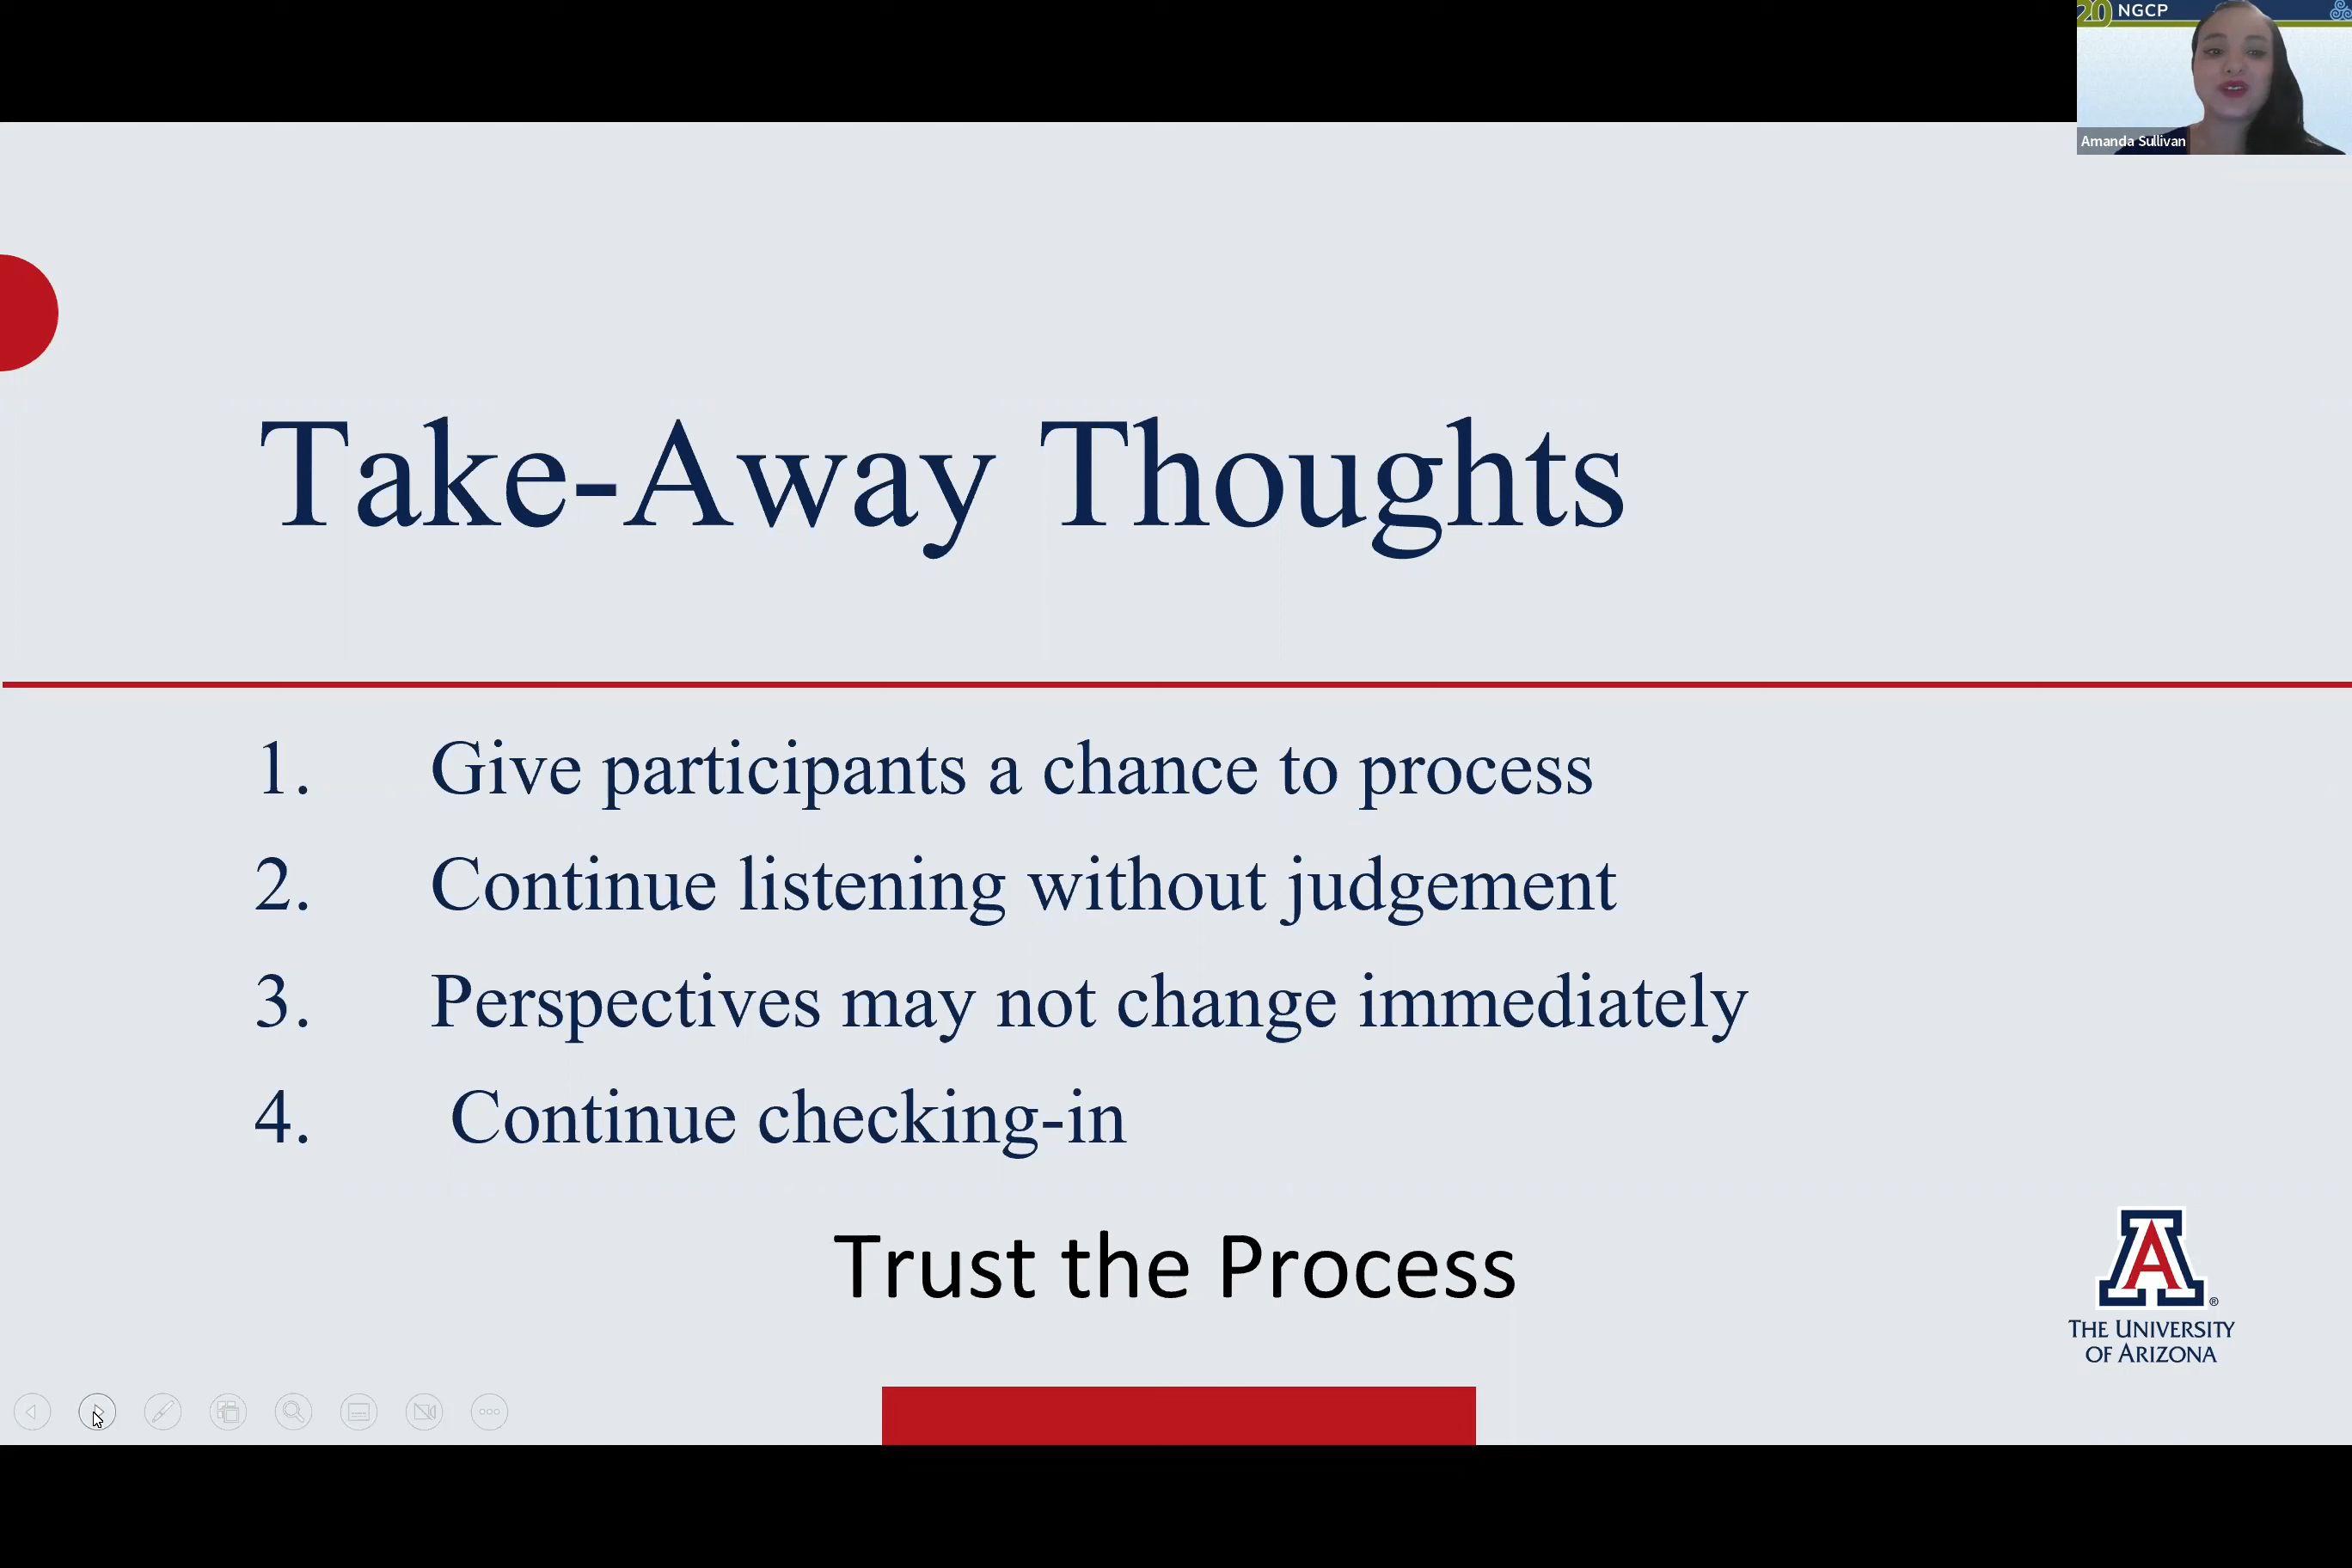 20 NGCP
Amanda Sullivan
Take-Away Thoughts
1. Give participants a chance to process
2. Continue listening without judgement
3. Perspectives may not change immediately
4. Continue checking-in
Trust the Process
A®
THE UNIVERSITY
OF ARIZONA